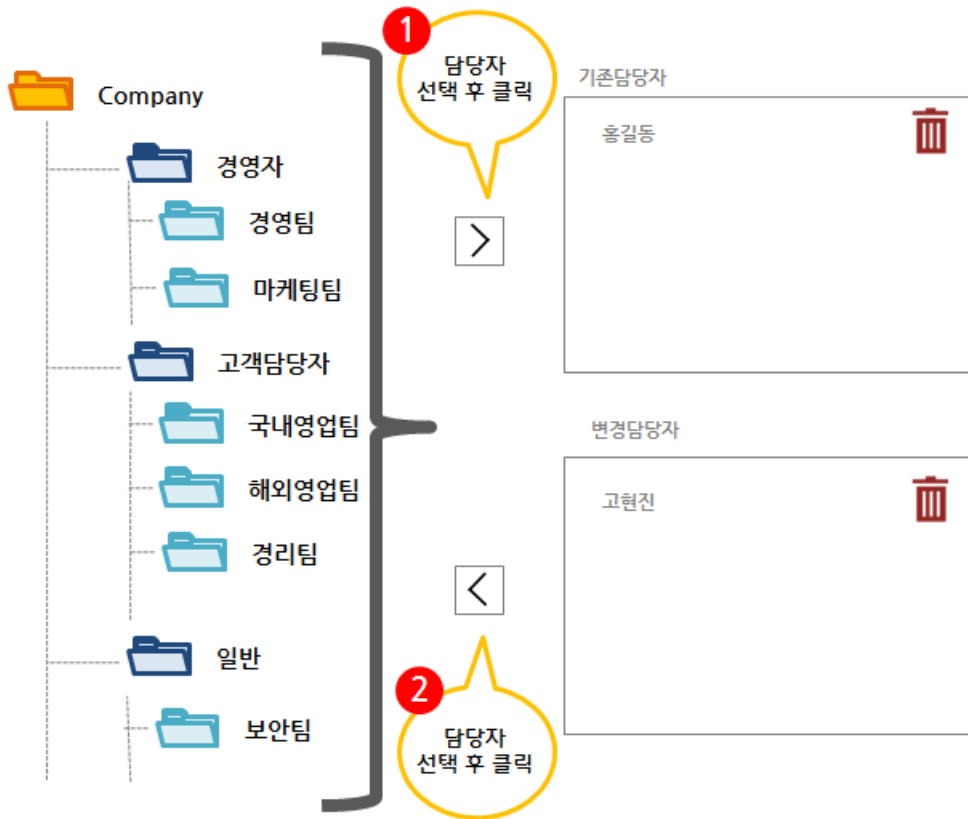 Company
경영자
경영팀
마케팅팀
고객담당자
국내영업팀
해외영업팀
경리팀
일반
보안팀
1
담당자
선택 후 클릭
>
기존담당자
홍길동
변경담당자
고현진
<
2
담당자
선택 후 클릭